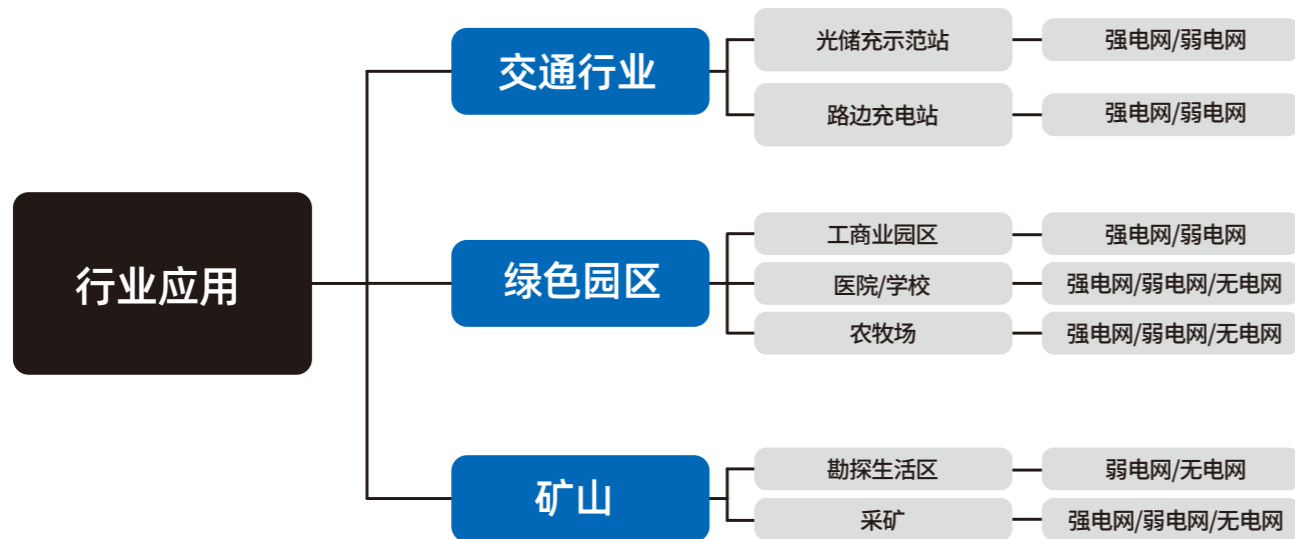 行业应用
交通行业
光储充示范站
强电网/弱电网
路边充电站
强电网/弱电网
绿色园区
工商业园区
强电网/弱电网
医院/学校
强电网/弱电网/无电网
农牧场
强电网/弱电网/无电网
矿山
勘探生活区
弱电网/无电网
采矿
强电网/弱电网/无电网